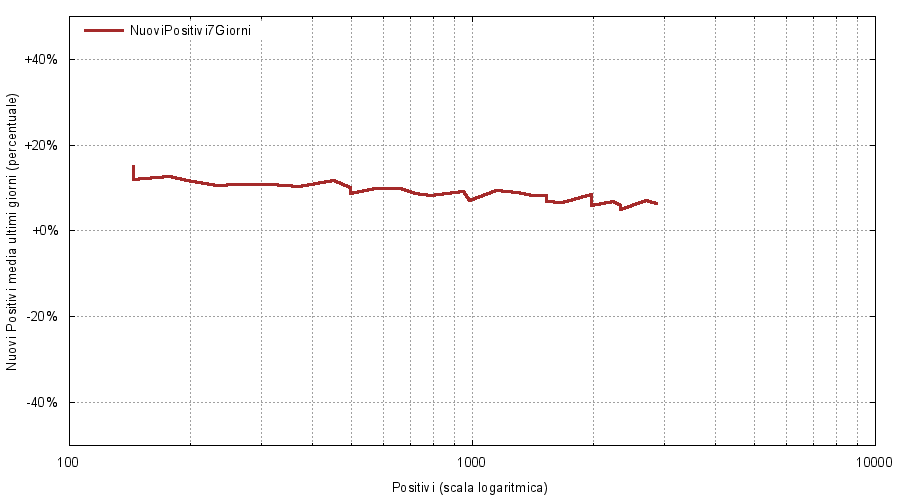 NuoviPositivi7Giorni
+40%
+20%
+0%
-20%
-40%
Nuovi Positivi media ultimi giorni (percentuale)
100
1000
10000
Positivi (scala logaritmica)